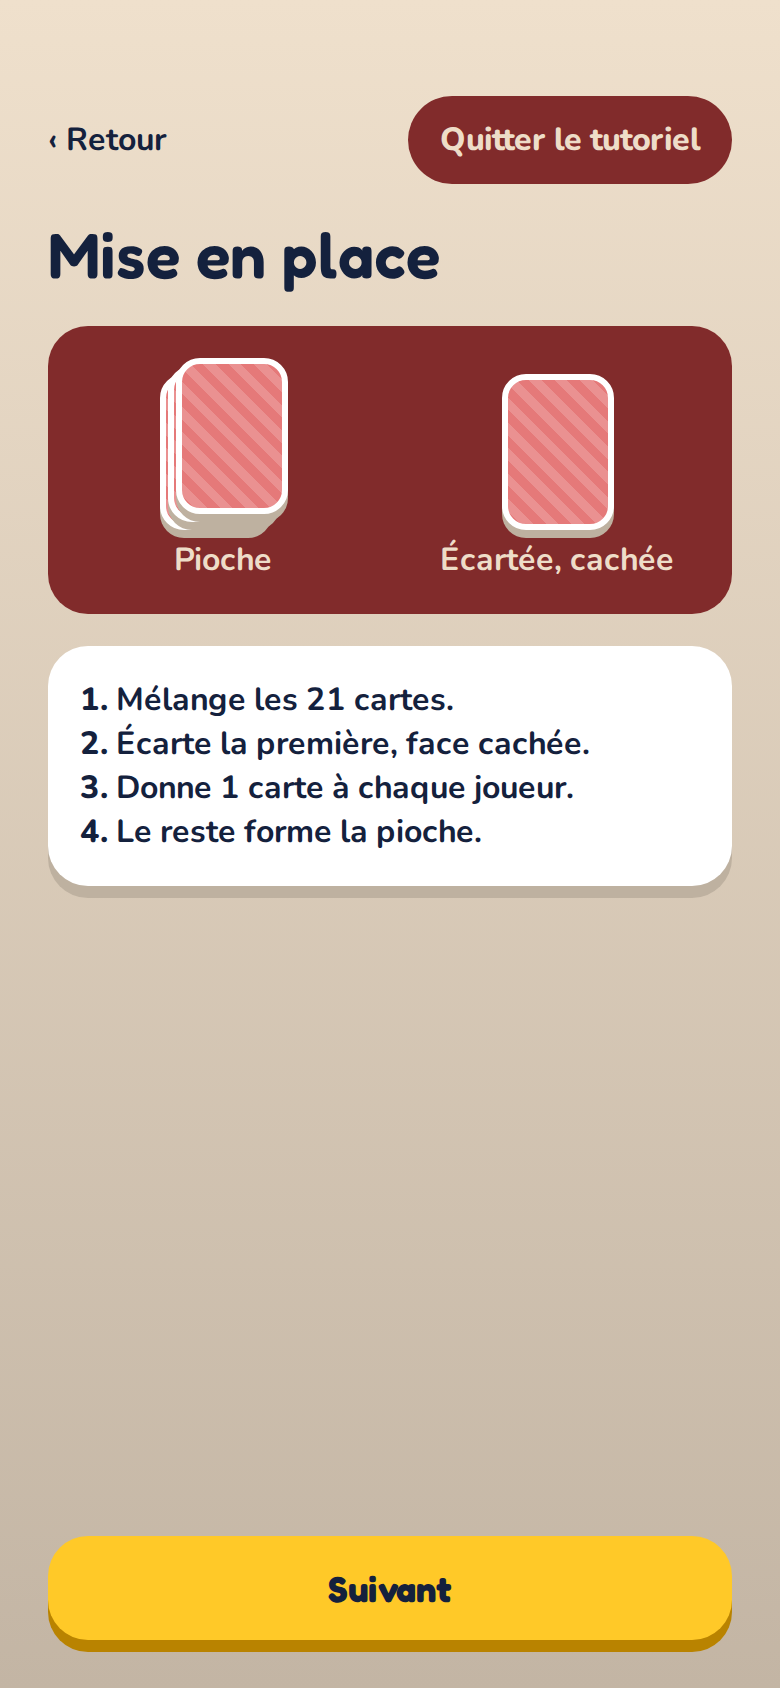 ‹ Retour
Quitter le tutoriel
Mise en place
Pioche
Écartée, cachée
1. Mélange les 21 cartes.
2. Écarte la première, face cachée.
3. Donne 1 carte à chaque joueur.
4. Le reste forme la pioche.
Suivant